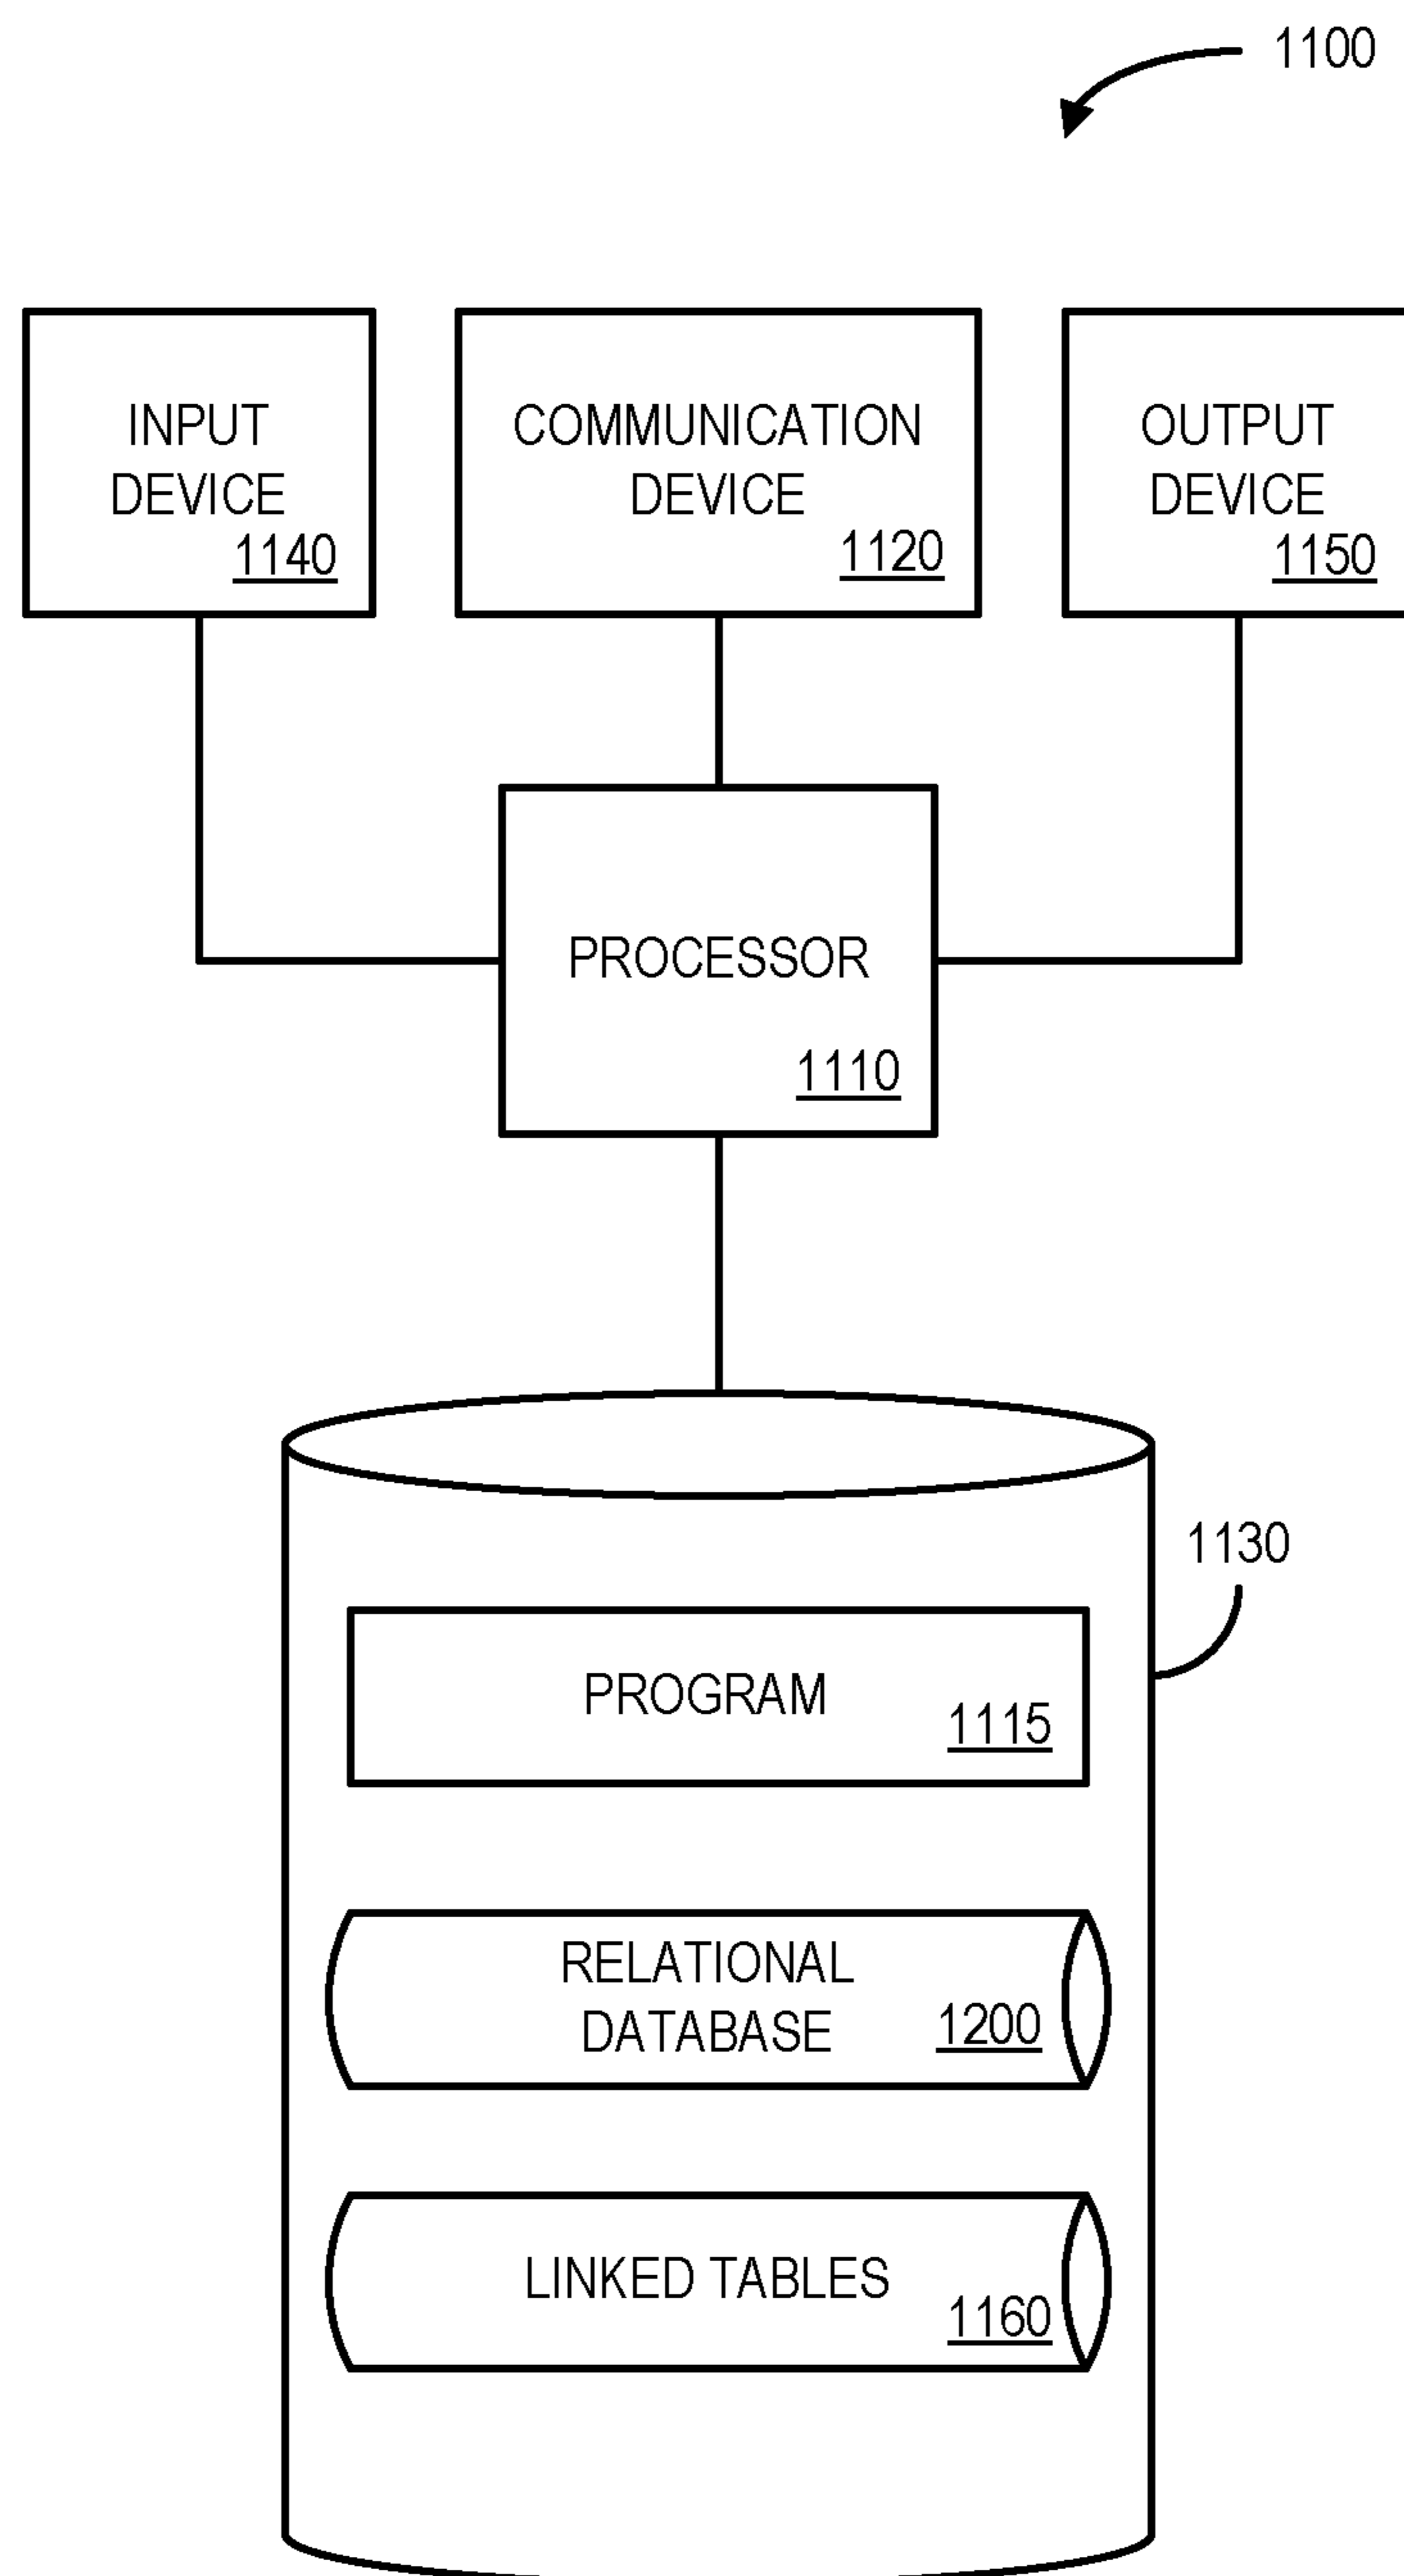 1100
INPUT
DEVICE
1140
COMMUNICATION
DEVICE
1120
OUTPUT
DEVICE
1150
PROCESSOR
1110
1130
PROGRAM
1115
RELATIONAL
DATABASE
1200
LINKED TABLES
1160